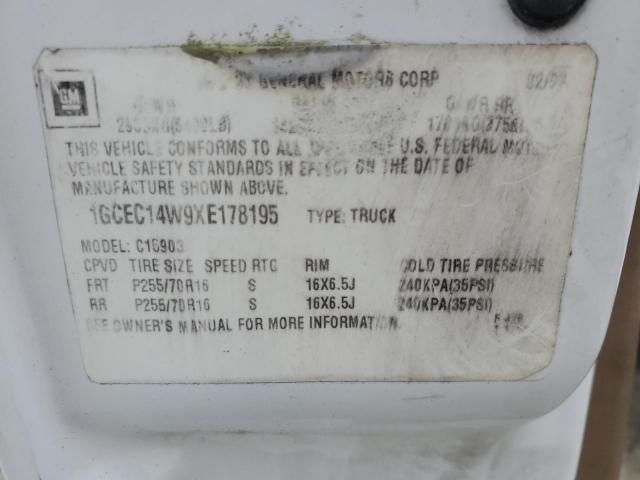 GM
BY GENERAL MOTORS CORP
THIS VEHICLE CONFORMS TO ALL U.S. FEDERAL
VEHICLE SAFETY STANDARDS IN EFFECT ON THE DATE OF
MANUFACTURE SHOWN ABOVE.
1GCEC14W9XE178195 TYPE: TRUCK
MODEL: C15903
CPVD TIRE SIZE SPEED RTG RIM COLD TIRE PRESSURE
FRT P255/70R16 S 16X6.5J 240KPA(35PSI)
RR P255/70R16 S 16X6.5J 240KPA(35PSI)
SEE OWNER'S MANUAL FOR MORE INFORMATION.